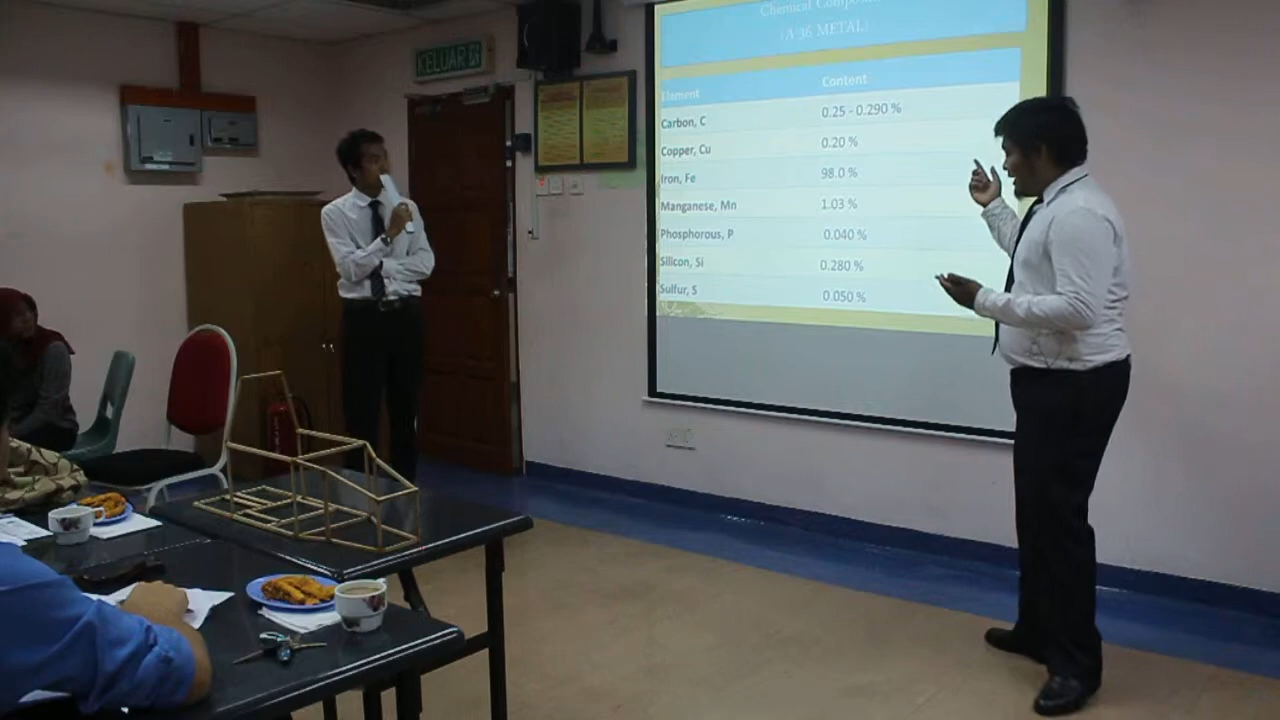 KELUAR
Chemical Composi
(A-36 METAL)
Element Content
Carbon, C 0.25 - 0.290 %
Copper, Cu 0.20 %
Iron, Fe 98.0 %
Manganese, Mn 1.03 %
Phosphorous, P 0.040 %
Silicon, Si 0.280 %
Sulfur, S 0.050 %